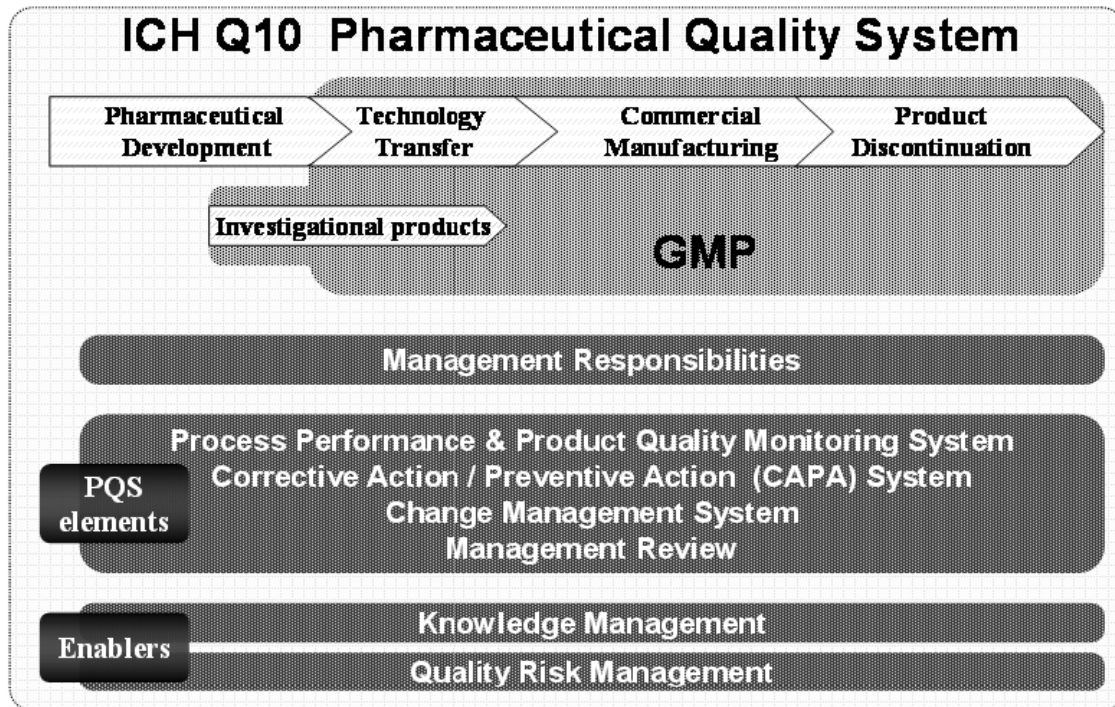 ICH Q10 Pharmaceutical Quality System
Pharmaceutical
Development
Technology
Transfer
Commercial
Manufacturing
Product
Discontinuation
Investigational products
GMP
Management Responsibilities
PQS
elements
Process Performance & Product Quality Monitoring System
Corrective Action / Preventive Action (CAPA) System
Change Management System
Management Review
Enablers
Knowledge Management
Quality Risk Management